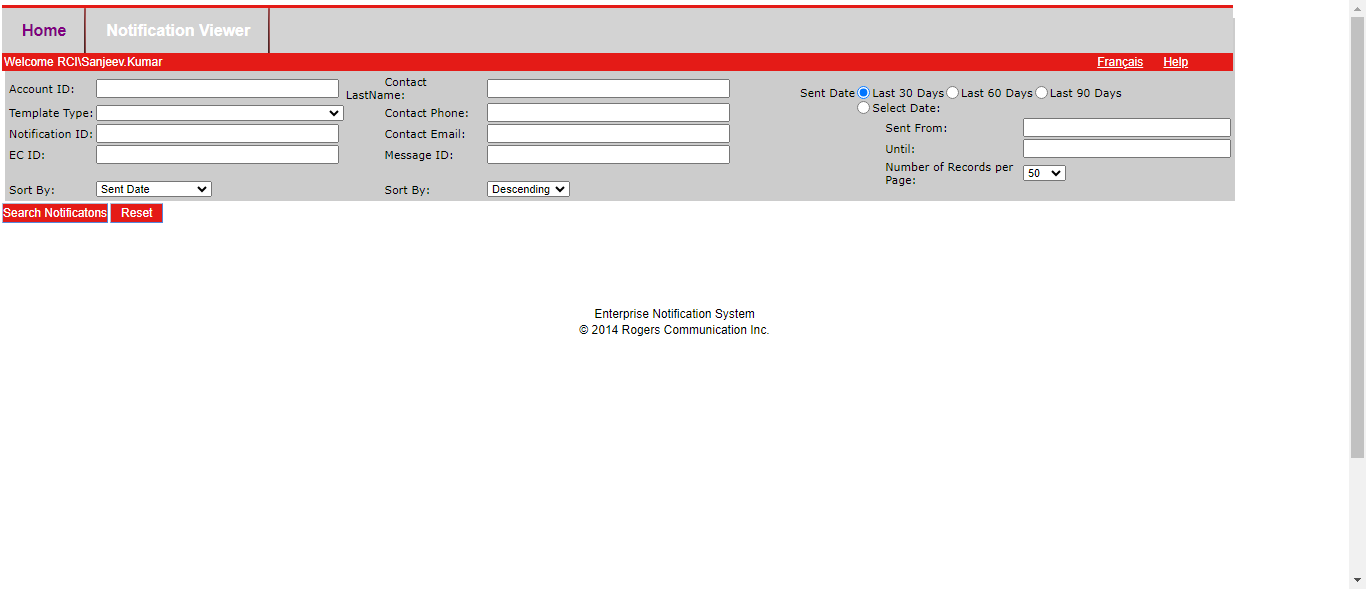 Home Notification Viewer
Welcome RCI\Sanjeev.Kumar Français Help
Account ID: Contact LastName: Sent Date Last 30 Days Last 60 Days Last 90 Days
Select Date:
Template Type: Contact Phone:
Sent From:
Notification ID: Contact Email:
Until:
EC ID: Message ID:
Number of Records per Page: 50
Sort By: Sent Date Sort By: Descending
Search Notificatons Reset
Enterprise Notification System
© 2014 Rogers Communication Inc.